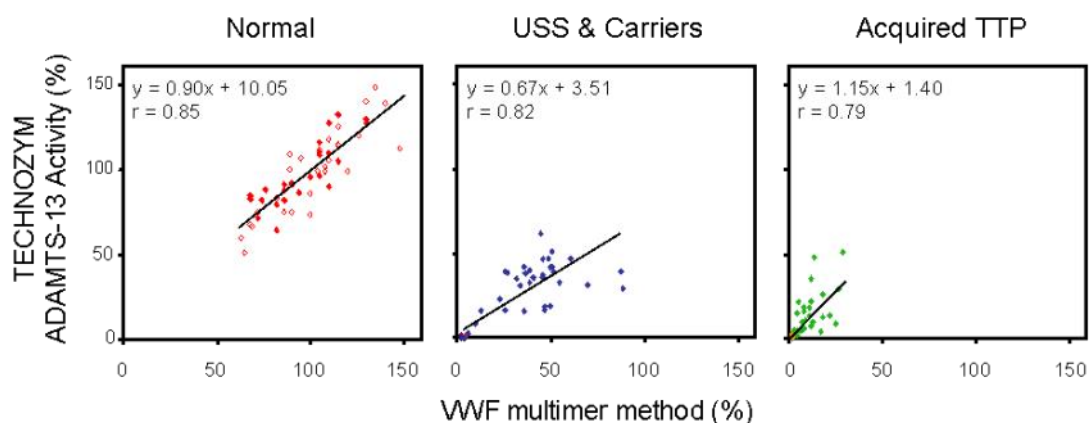 Normal
USS & Carriers
Acquired TTP
TECHNOZYM
ADAMTS-13 Activity (%)
150
100
50
0
y = 0.90x + 10.05
r = 0.85
y = 0.67x + 3.51
r = 0.82
y = 1.15x + 1.40
r = 0.79
0 50 100 150
0 50 100 150
0 50 100 150
VWF multimer method (%)